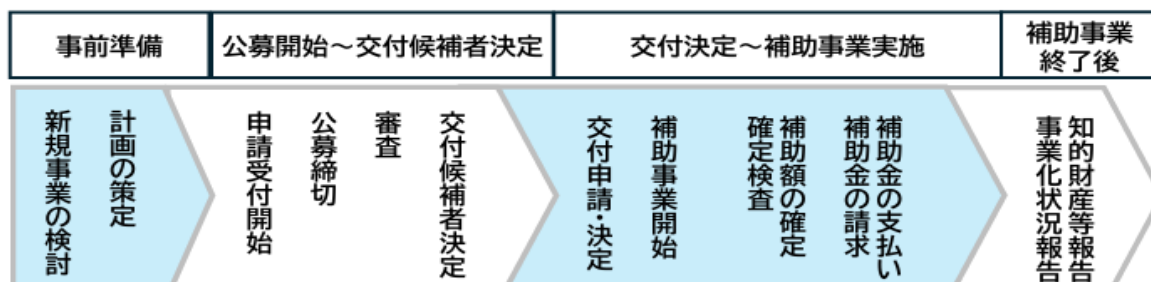 事前準備
公募開始～交付候補者決定
交付決定～補助事業実施
補助事業
終了後
新規事業の検討
計画の策定
申請受付開始
公募締切
審査
交付候補者決定
交付申請・決定
補助事業開始
補助額の確定
確定検査
補助金の支払い
補助金の請求
知的財産等報告
事業化状況報告